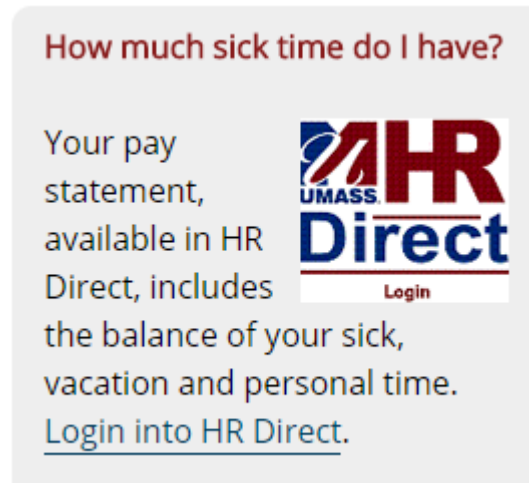 How much sick time do I have?
Your pay
statement,
available in HR
Direct, includes
the balance of your sick,
vacation and personal time.
Login into HR Direct.
UMASS HR
Direct
Login